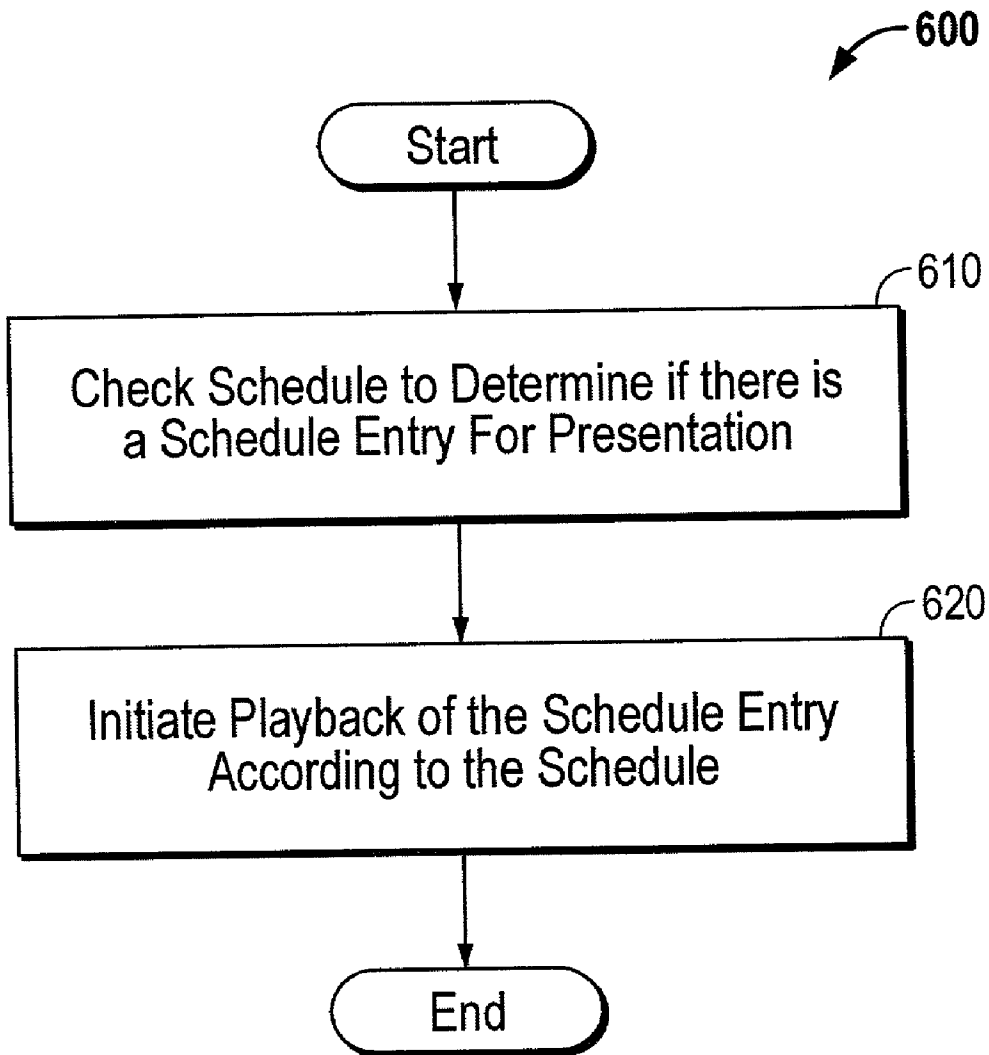 600
Start
610
Check Schedule to Determine if there is
a Schedule Entry For Presentation
620
Initiate Playback of the Schedule Entry
According to the Schedule
End